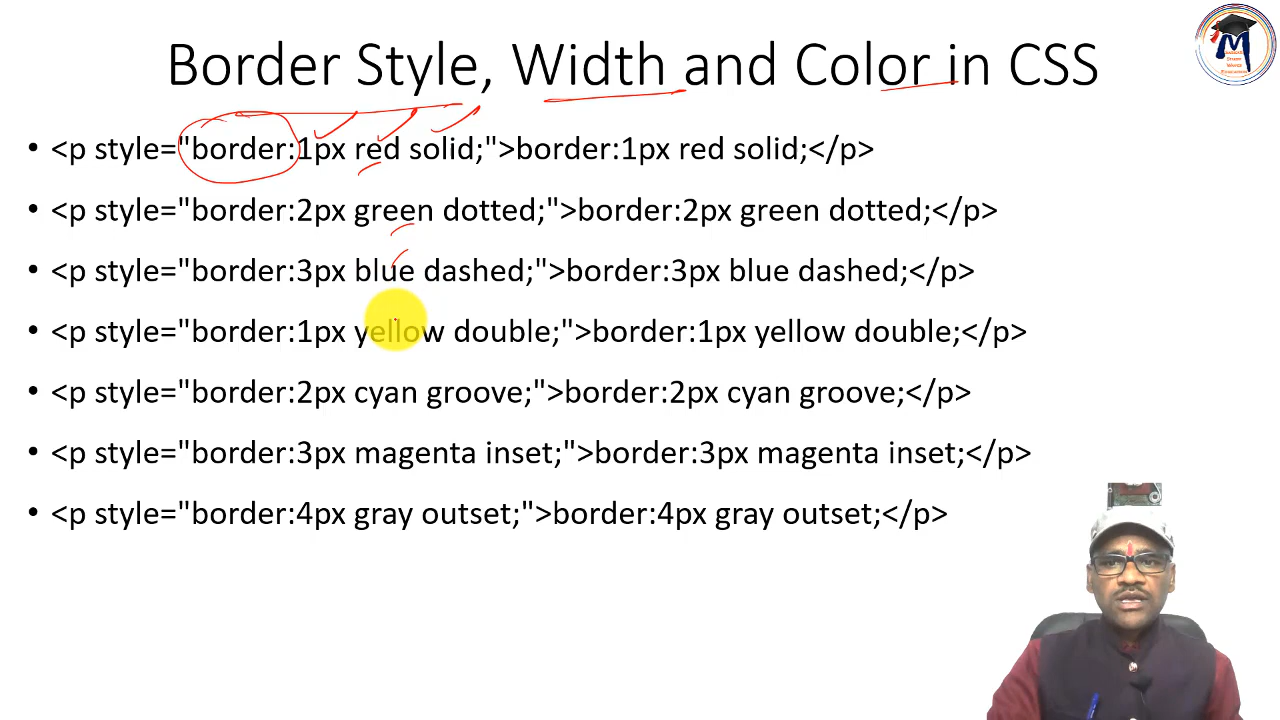 Border Style, Width and Color in CSS
• <p style="border:1px red solid;">border:1px red solid;</p>
• <p style="border:2px green dotted;">border:2px green dotted;</p>
• <p style="border:3px blue dashed;">border:3px blue dashed;</p>
• <p style="border:1px yellow double;">border:1px yellow double;</p>
• <p style="border:2px cyan groove;">border:2px cyan groove;</p>
• <p style="border:3px magenta inset;">border:3px magenta inset;</p>
• <p style="border:4px gray outset;">border:4px gray outset;</p>